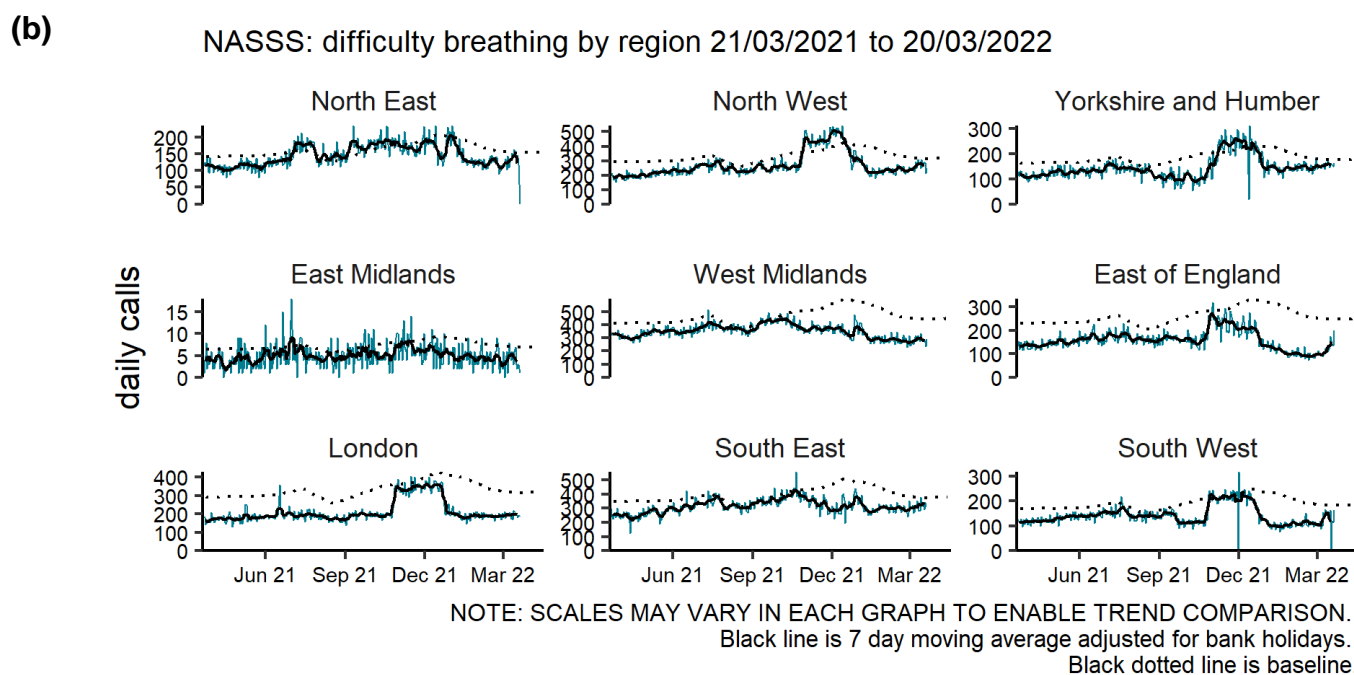 (b)
NASSS: difficulty breathing by region 21/03/2021 to 20/03/2022
daily calls
North East
200
150
100
50
0
North West
500
400
300
200
100
0
Yorkshire and Humber
300
200
100
0
East Midlands
15
10
5
0
West Midlands
500
400
300
200
100
0
East of England
300
200
100
0
London
400
300
200
100
0
Jun 21 Sep 21 Dec 21 Mar 22
South East
500
400
300
200
100
0
Jun 21 Sep 21 Dec 21 Mar 22
South West
300
200
100
0
Jun 21 Sep 21 Dec 21 Mar 22
NOTE: SCALES MAY VARY IN EACH GRAPH TO ENABLE TREND COMPARISON.
Black line is 7 day moving average adjusted for bank holidays.
Black dotted line is baseline